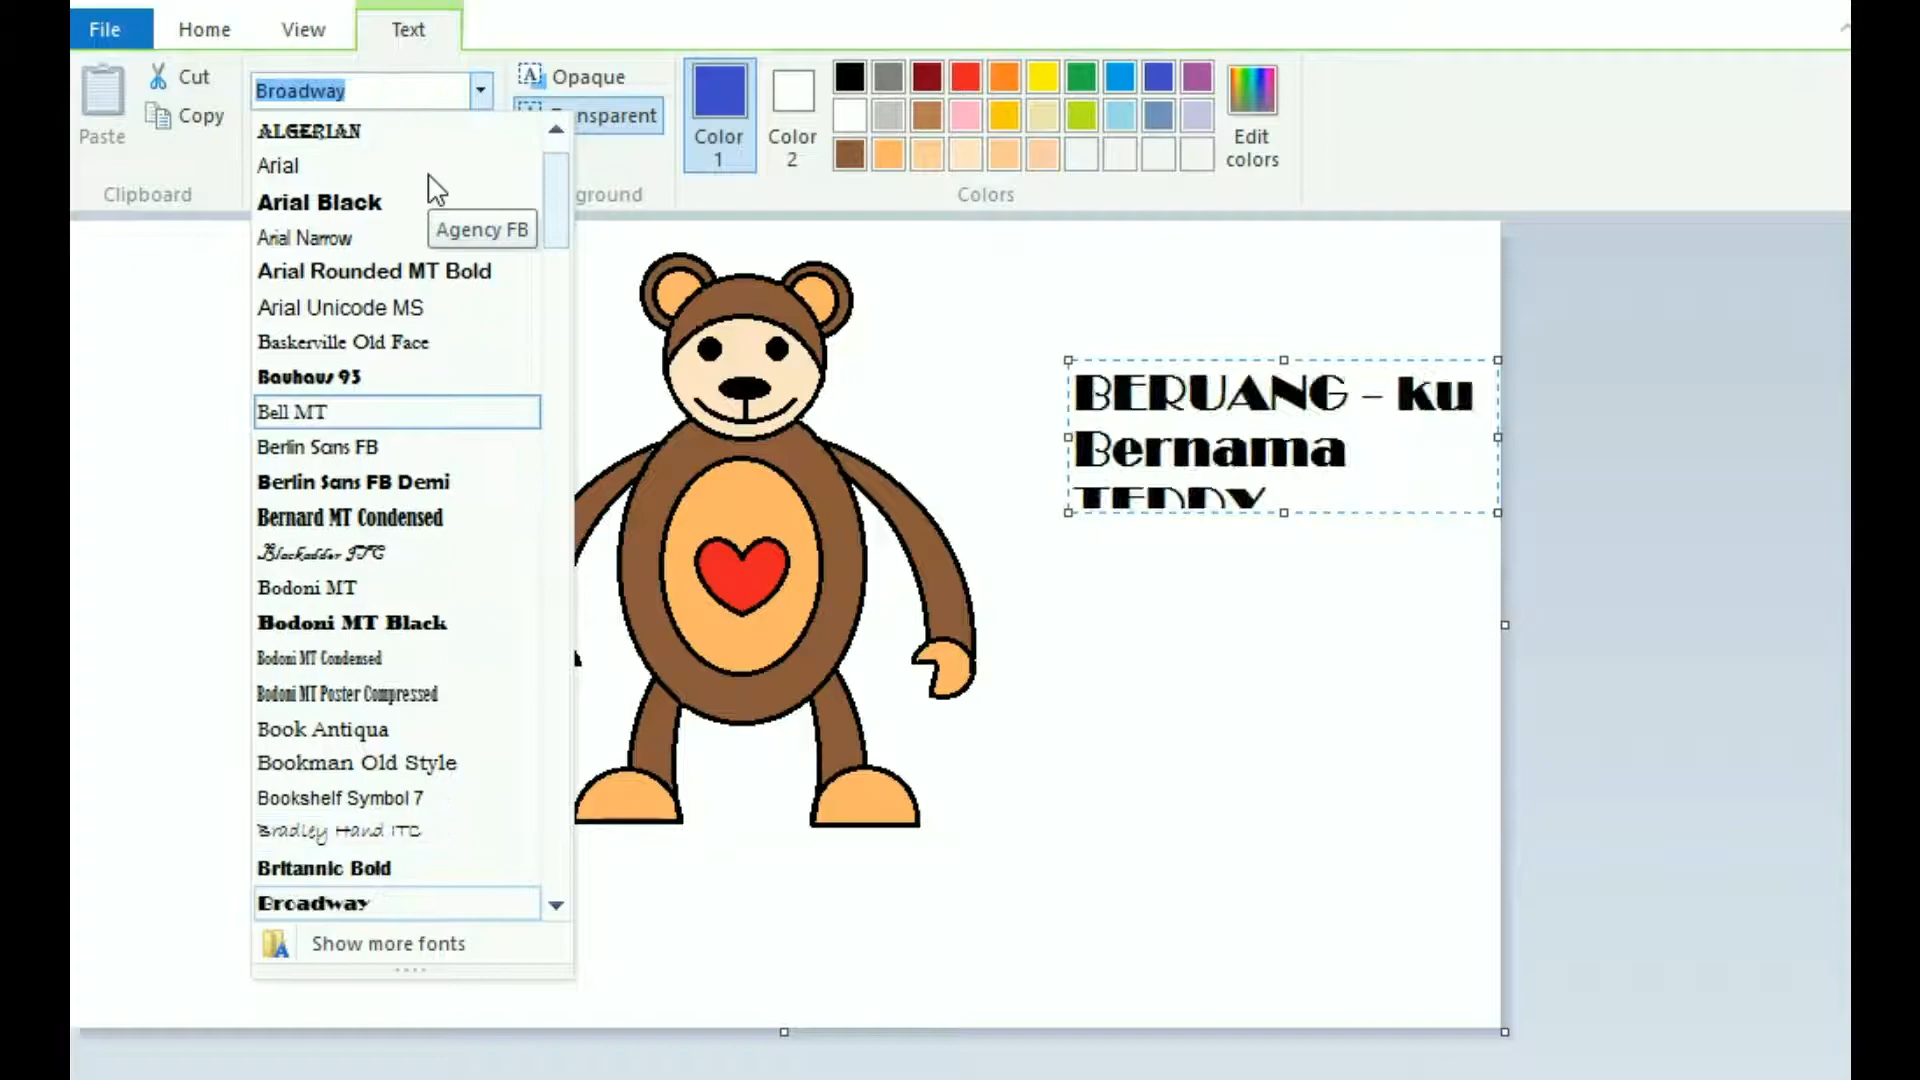 File Home View Text
Cut
Copy
Paste
Clipboard
Broadway
Opaque
nsparent
ground
Color 1
Color 2
Edit colors
Colors
ALGERIAN
Arial
Arial Black
Agency FB
Arial Narrow
Arial Rounded MT Bold
Arial Unicode MS
Baskerville Old Face
Bauhaus 93
Bell MT
Berlin Sans FB
Berlin Sans FB Demi
Bernard MT Condensed
Blackadder ITC
Bodoni MT
Bodoni MT Black
Bodoni MT Condensed
Bodoni MT Poster Compressed
Book Antiqua
Bookman Old Style
Bookshelf Symbol 7
Bradley Hand ITC
Britannic Bold
Broadway
Show more fonts
BERUANG – ku
Bernama
TEDDY